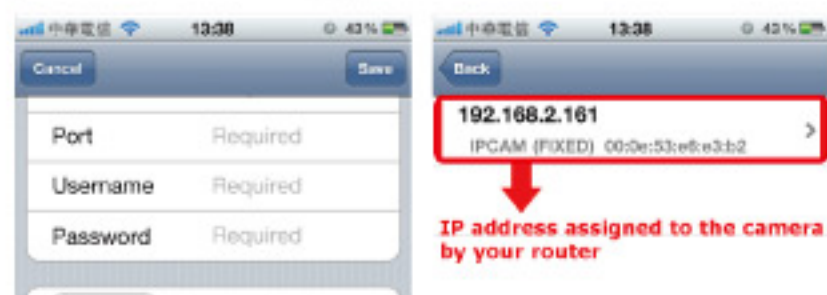 中華電信 13:38 43%
Cancel Save
Port Required
Username Required
Password Required
中華電信 13:38 43%
Back
192.168.2.161
IPCAM (FIXED) 00:0e:53:e6:e3:b2
IP address assigned to the camera
by your router